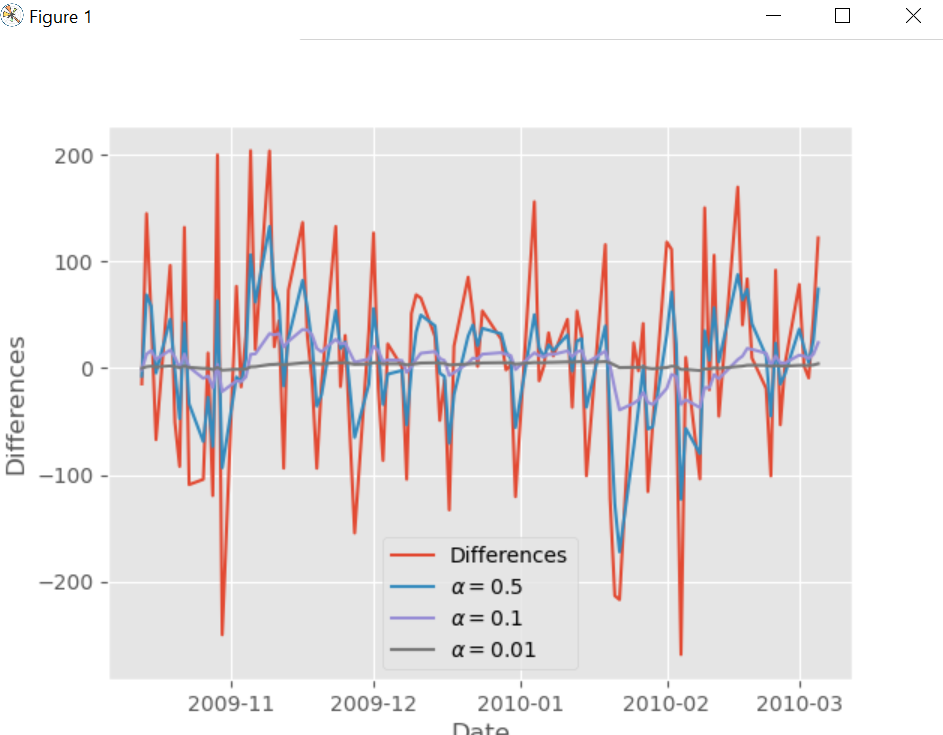 Figure 1
200
100
0
−100
−200
Differences
Differences
α = 0.5
α = 0.1
α = 0.01
2009-11 2009-12 2010-01 2010-02 2010-03
Date